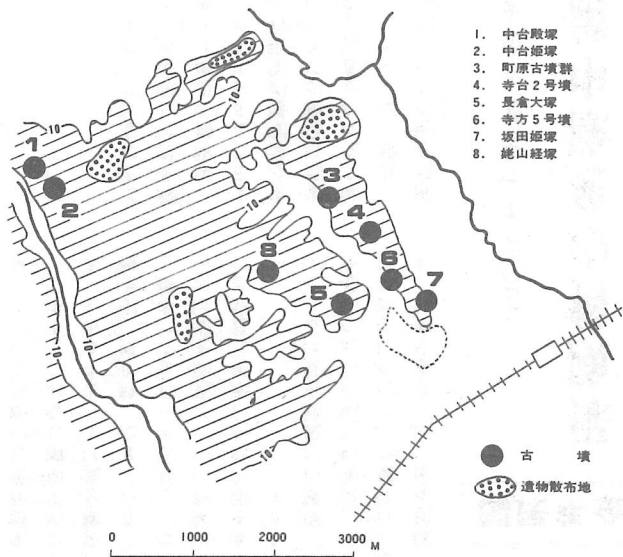 1. 中台殿塚
2. 中台姫塚
3. 町原古墳群
4. 寺台2号墳
5. 長倉大塚
6. 寺方5号墳
7. 坂田姫塚
8. 姥山経塚
10
10
1
2
3
10
4
8
6
7
5
10
10
10
古墳
遺物散布地
0 1000 2000 3000 M